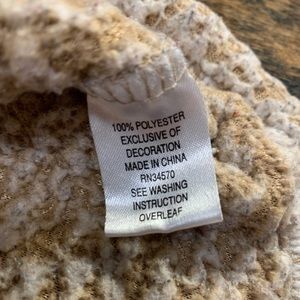 100% POLYESTER
EXCLUSIVE OF
DECORATION
MADE IN CHINA
RN34570
SEE WASHING
INSTRUCTION
OVERLEAF